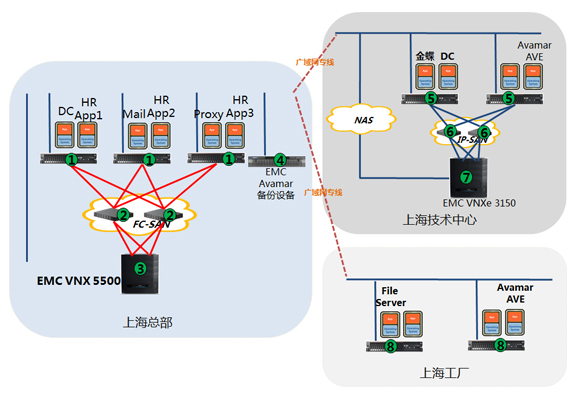 广域网专线
金蝶 DC
Avamar
AVE
5
5
NAS
6
6
IP-SAN
7
EMC VNXe 3150
上海技术中心
DC
HR
App1
Mail
HR
App2
Proxy
HR
App3
1
1
1
4
EMC
Avamar
备份设备
2
2
FC-SAN
3
EMC VNX 5500
上海总部
广域网专线
File
Server
Avamar
AVE
8
8
上海工厂